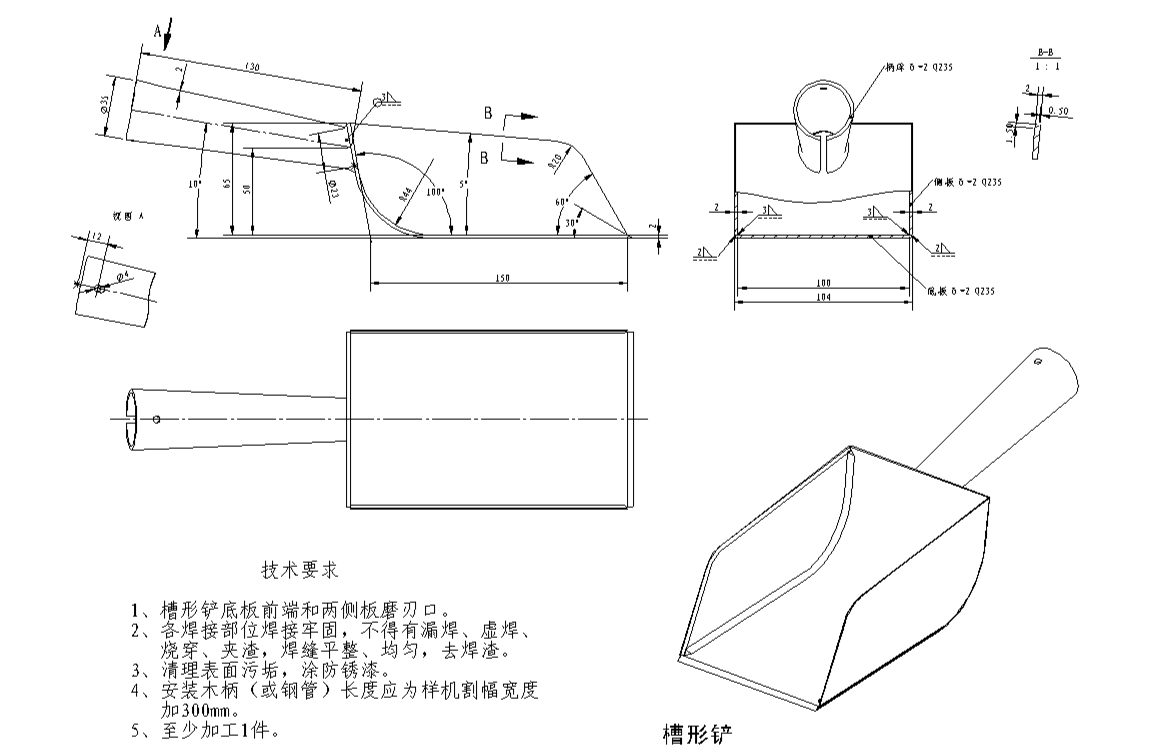 A
130
2
Ø35
3
B
B
10°
65
50
Ø23
R44
100°
5°
R20
60°
30°
2
150
视图 A
12
Ø4
柄库 δ=2 Q235
B-B
1 : 1
2
0.50
1.50
侧板 δ=2 Q235
2
3
3
2
2
2
底板 δ=2 Q235
100
104
技术要求
1、槽形铲底板前端和两侧板磨刃口。
2、各焊接部位焊接牢固，不得有漏焊、虚焊、
烧穿、夹渣，焊缝平整、均匀，去焊渣。
3、清理表面污垢，涂防锈漆。
4、安装木柄（或钢管）长度应为样机割幅宽度
加300mm。
5、至少加工1件。
槽形铲